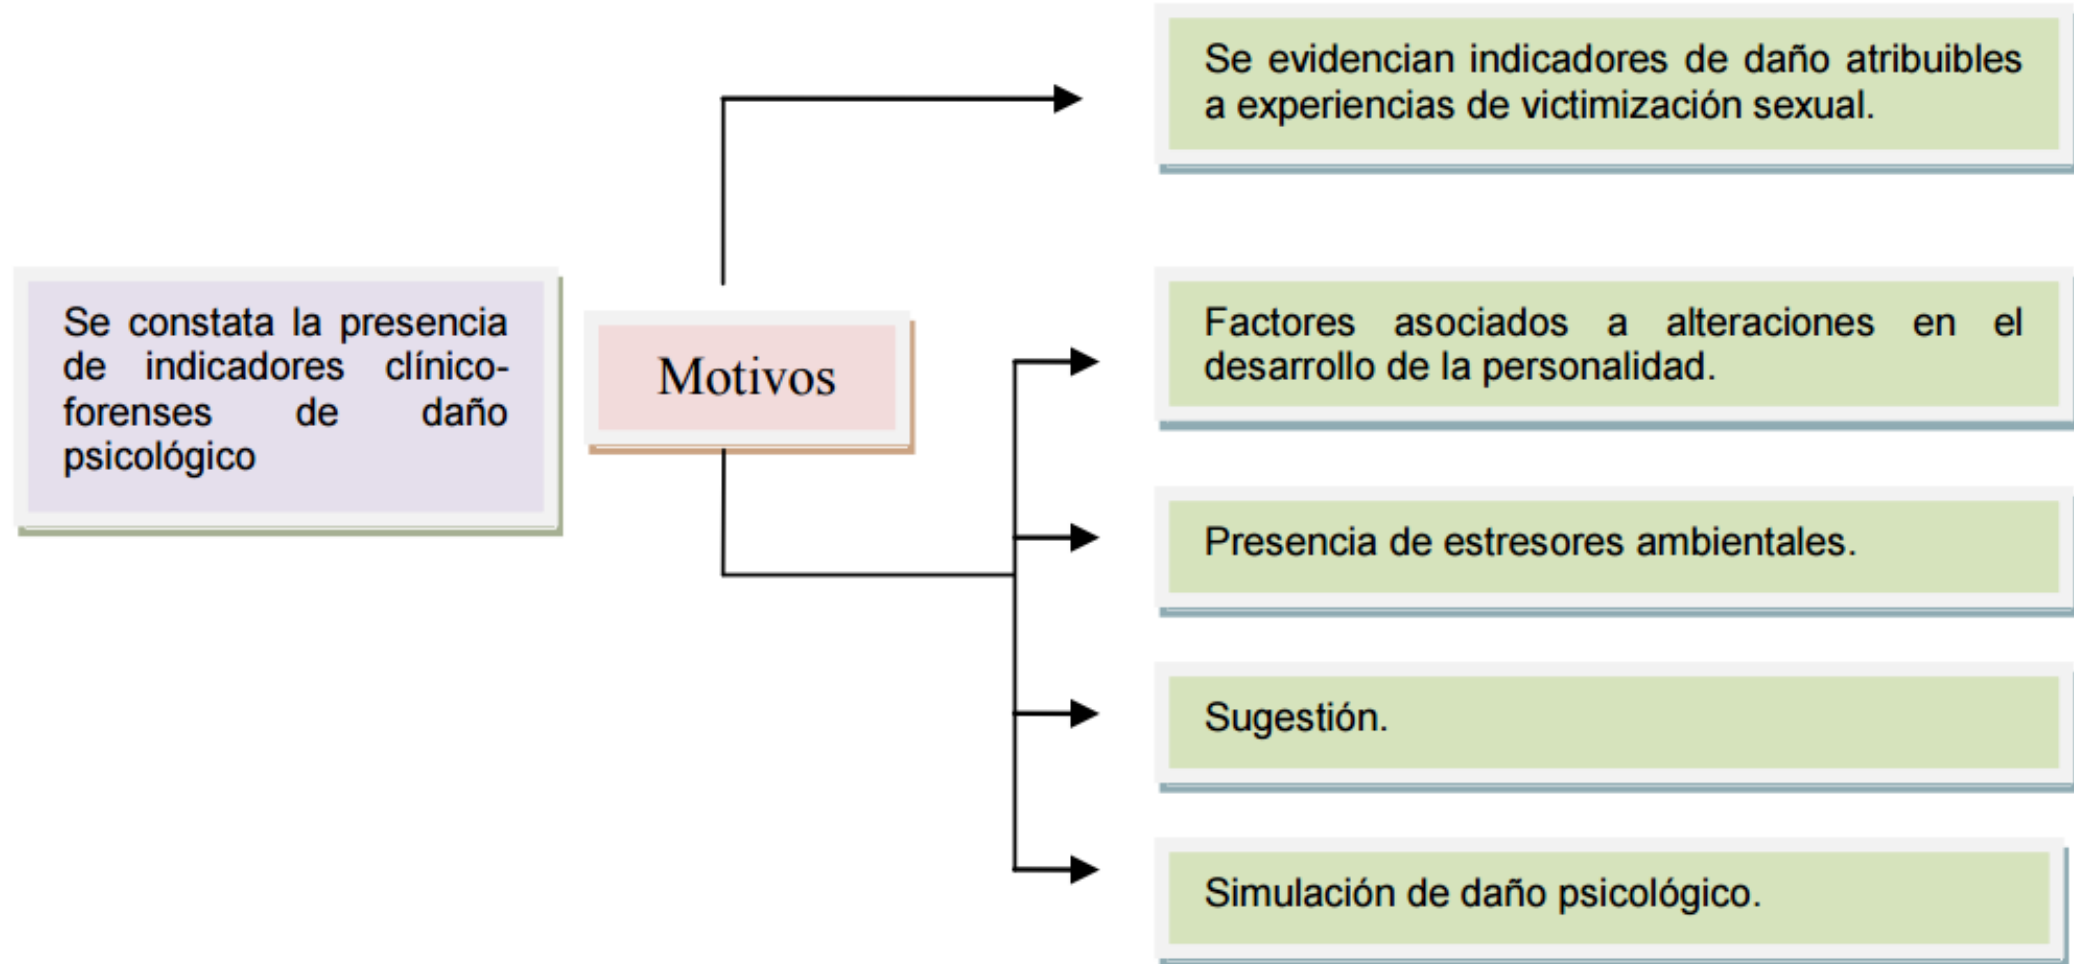 Se evidencian indicadores de daño atribuibles
a experiencias de victimización sexual.
Se constata la presencia
de indicadores clínico-
forenses de daño
psicológico
Motivos
Factores asociados a alteraciones en el
desarrollo de la personalidad.
Presencia de estresores ambientales.
Sugestión.
Simulación de daño psicológico.